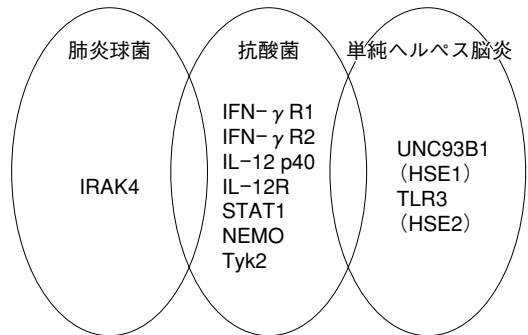 肺炎球菌
IRAK4
抗酸菌
IFN−γR1
IFN−γR2
IL−12 p40
IL−12R
STAT1
NEMO
Tyk2
単純ヘルペス脳炎
UNC93B1
（HSE1）
TLR3
（HSE2）